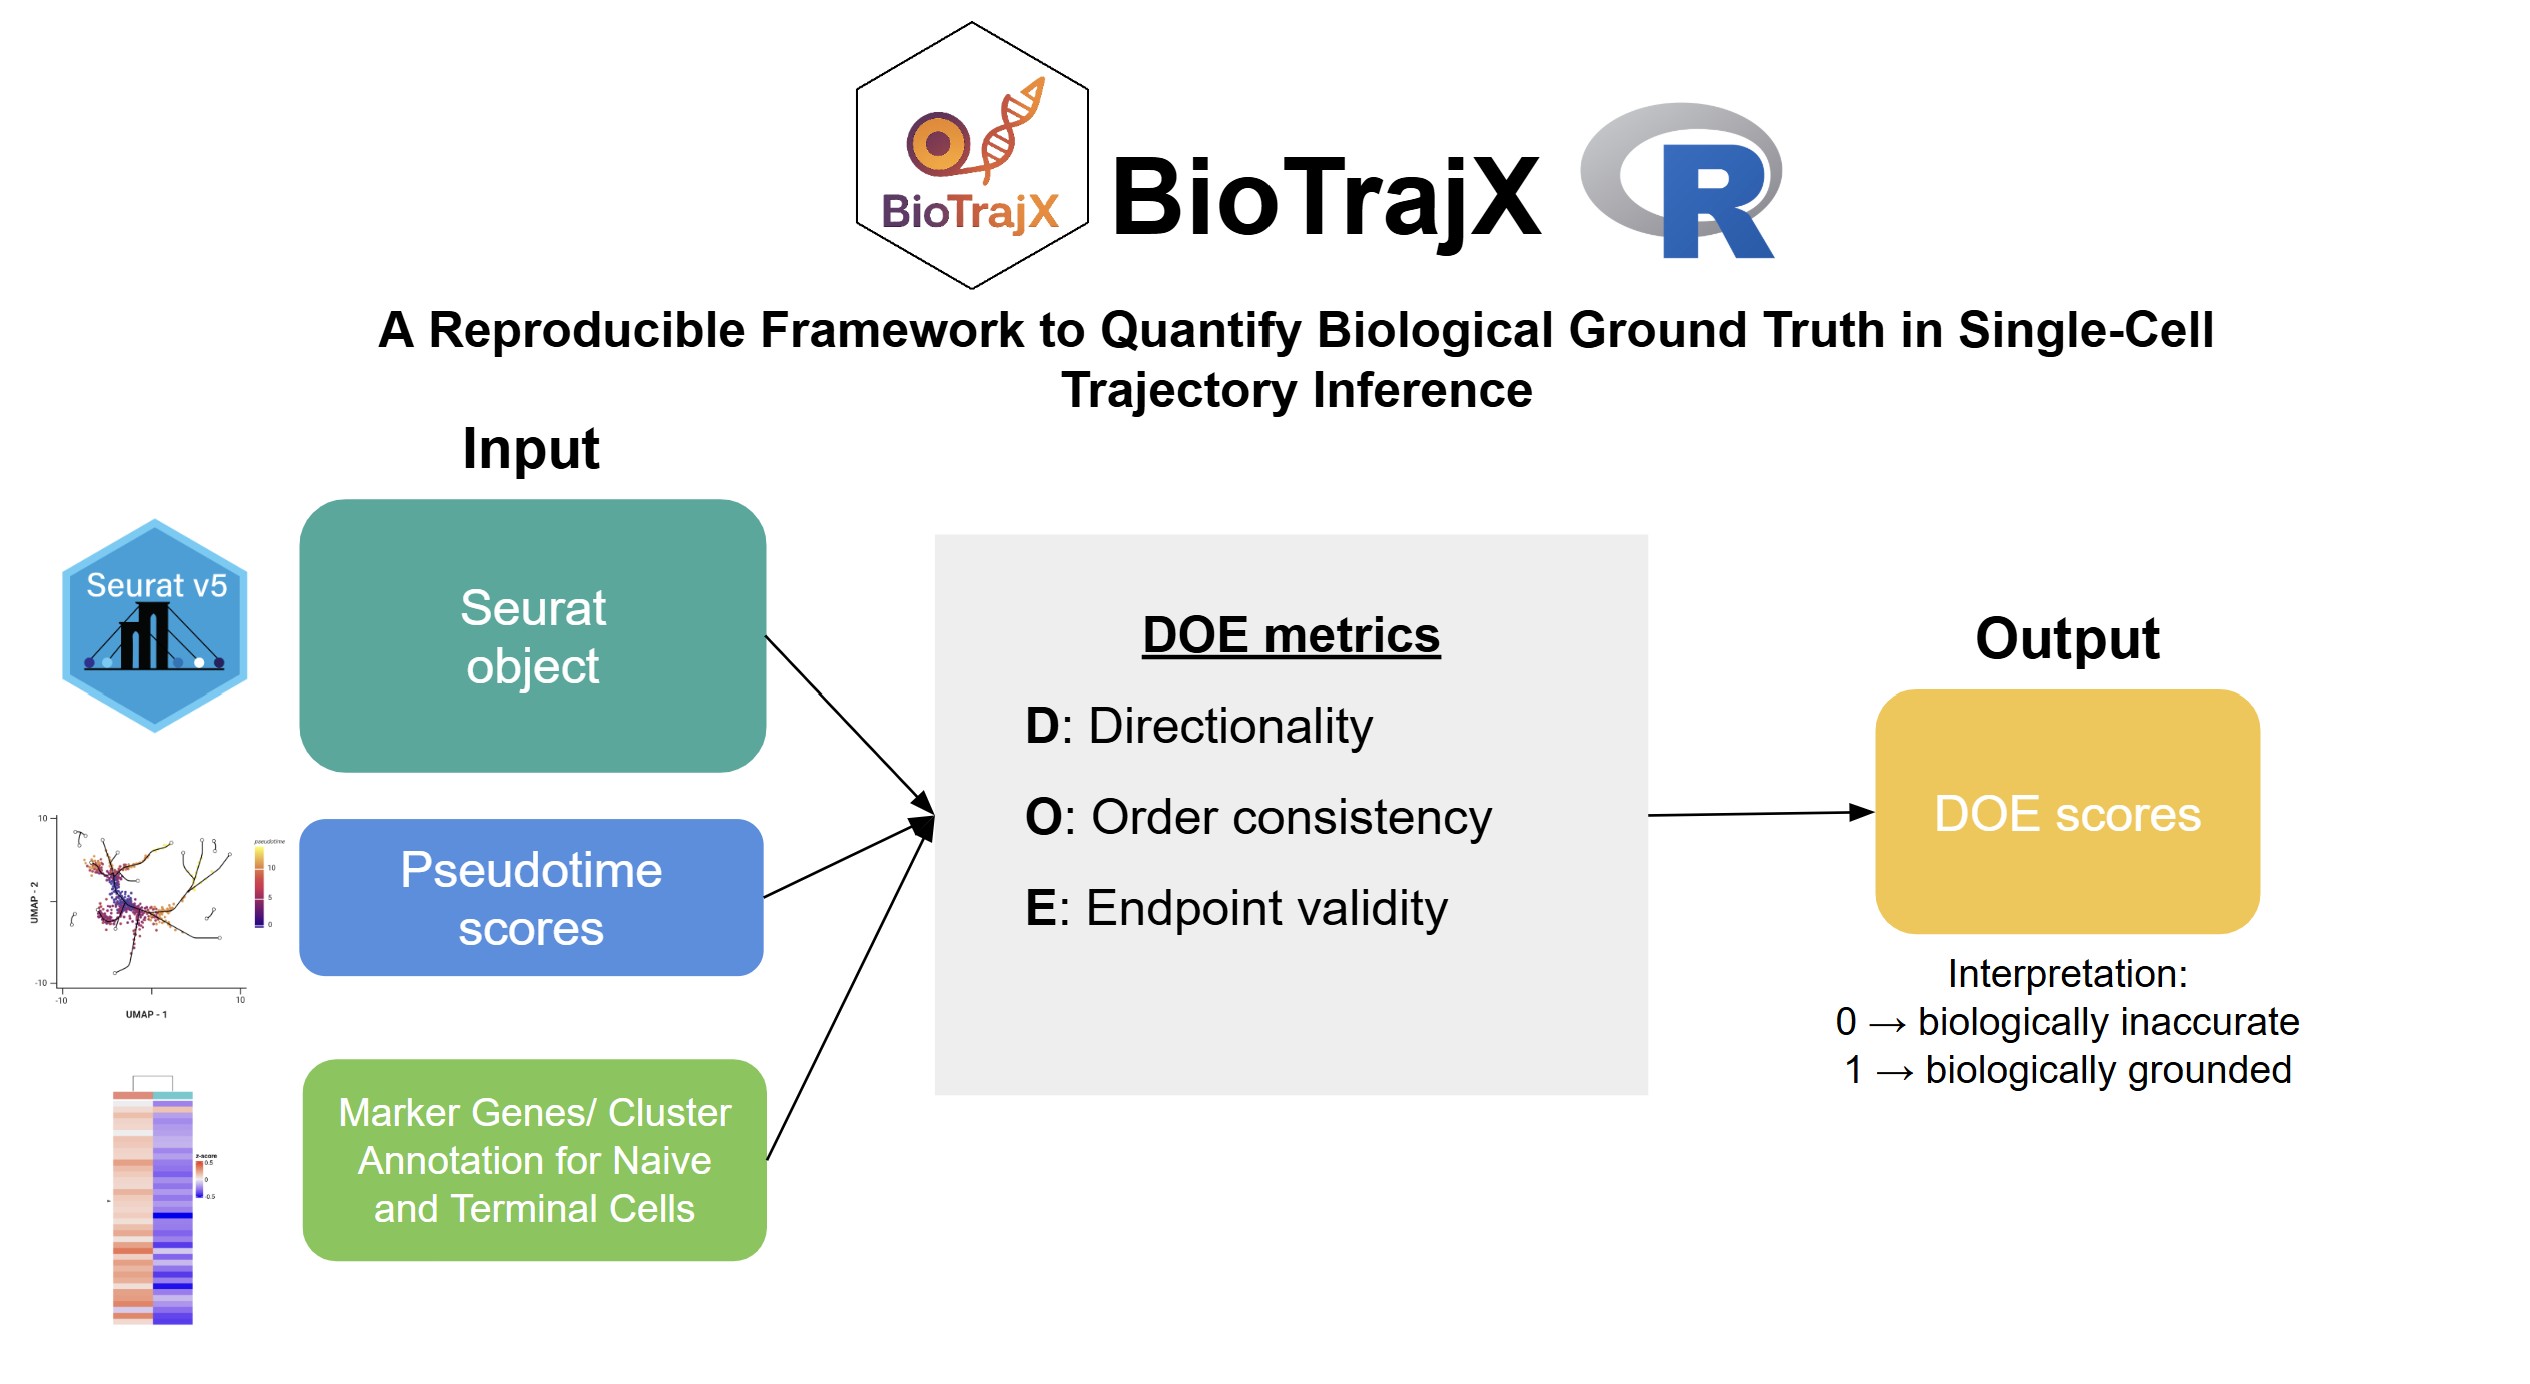 BioTrajX
BioTrajX
R
A Reproducible Framework to Quantify Biological Ground Truth in Single-Cell
Trajectory Inference
Input
Seurat v5
Seurat
object
10
-10
-10
10
UMAP - 2
UMAP - 1
pseudotime
10
5
0
Pseudotime
scores
z-score
0.5
0
-0.5
Marker Genes/ Cluster
Annotation for Naive
and Terminal Cells
DOE metrics
D: Directionality
O: Order consistency
E: Endpoint validity
Output
DOE scores
Interpretation:
0 → biologically inaccurate
1 → biologically grounded